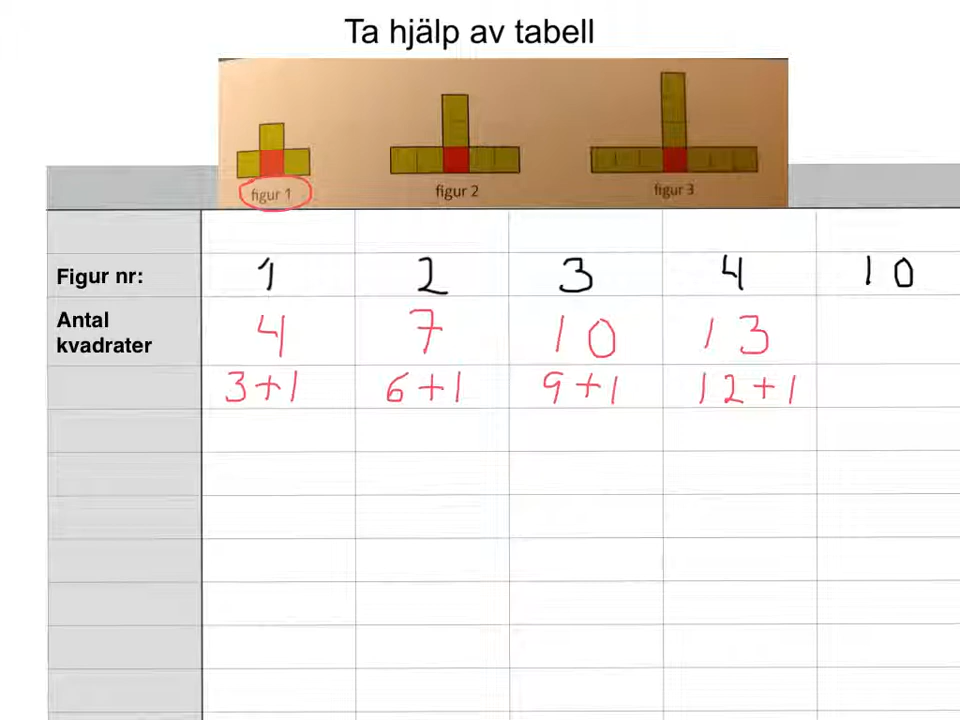 Ta hjälp av tabell
figur 1 figur 2 figur 3
Figur nr: 1 2 3 4 10
Antal kvadrater 4 7 10 13
3+1 6+1 9+1 12+1